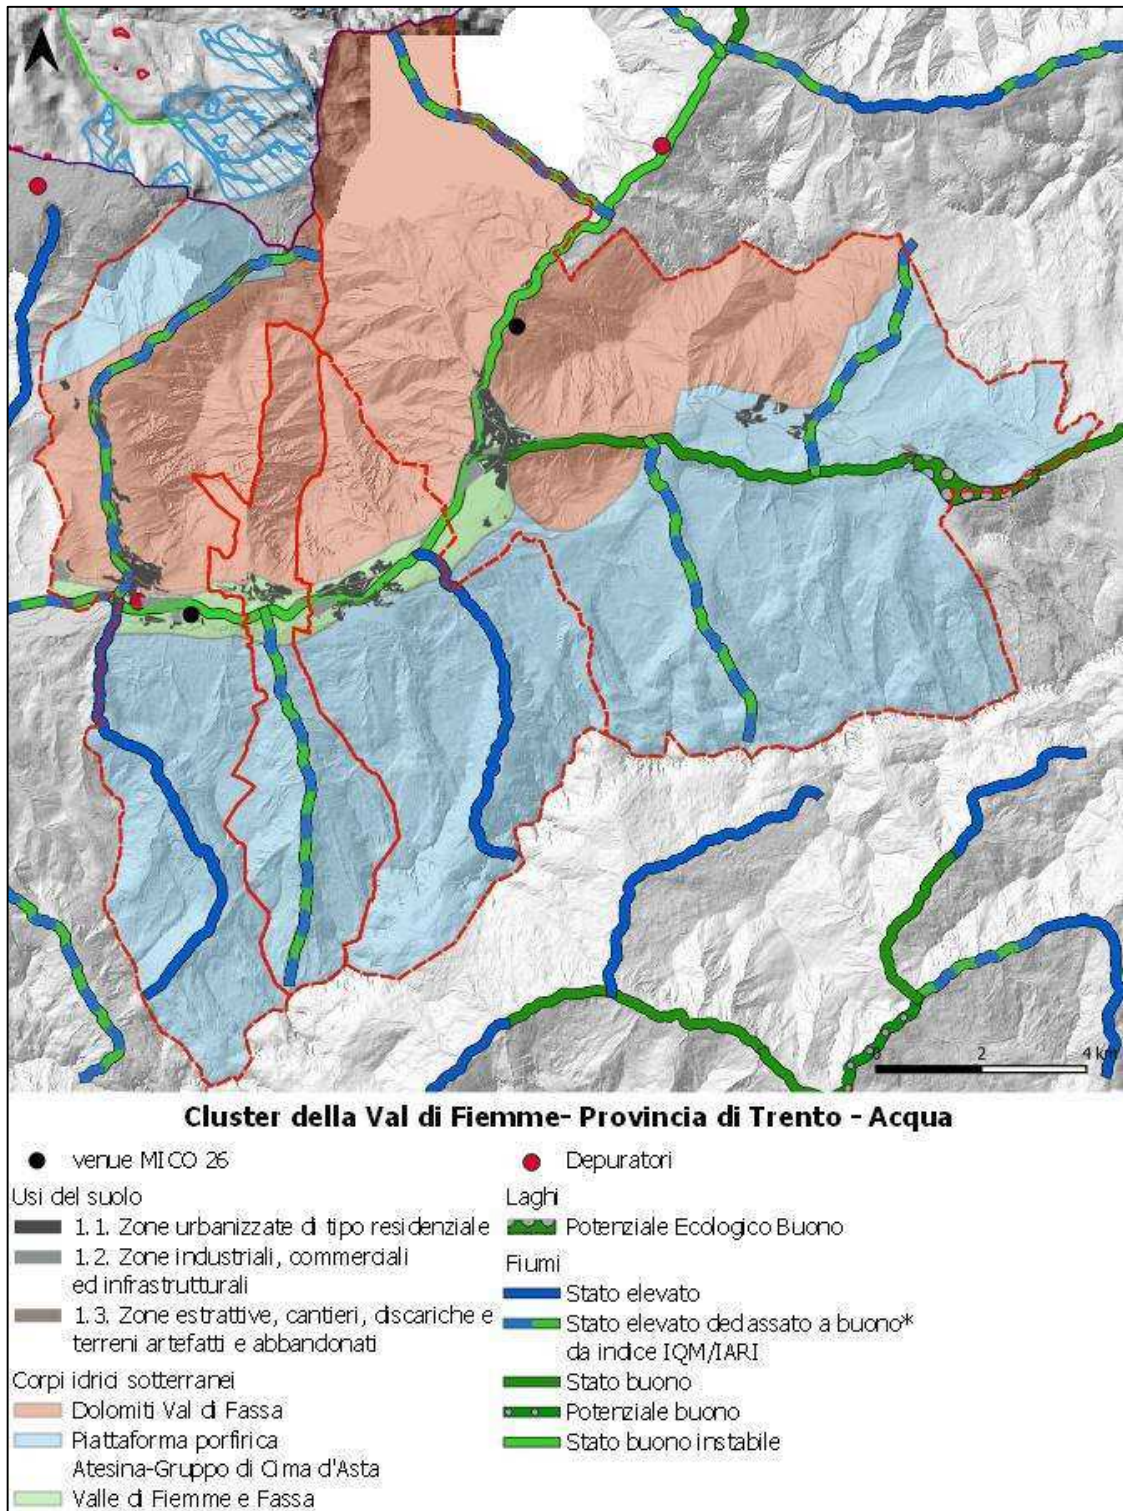 0 2 4 km
Cluster della Val di Fiemme- Provincia di Trento - Acqua
venue MICO 26
Usi del suolo
1.1. Zone urbanizzate di tipo residenziale
1.2. Zone industriali, commerciali
ed infrastrutturali
1.3. Zone estrattive, cantieri, discariche e
terreni artefatti e abbandonati
Corpi idrici sotterranei
Dolomiti Val di Fassa
Piattaforma porfirica
Atesina-Gruppo di Cima d'Asta
Valle di Fiemme e Fassa
Depuratori
Laghi
Potenziale Ecologico Buono
Fiumi
Stato elevato
Stato elevato declassato a buono*
da indice IQM/IARI
Stato buono
Potenziale buono
Stato buono instabile